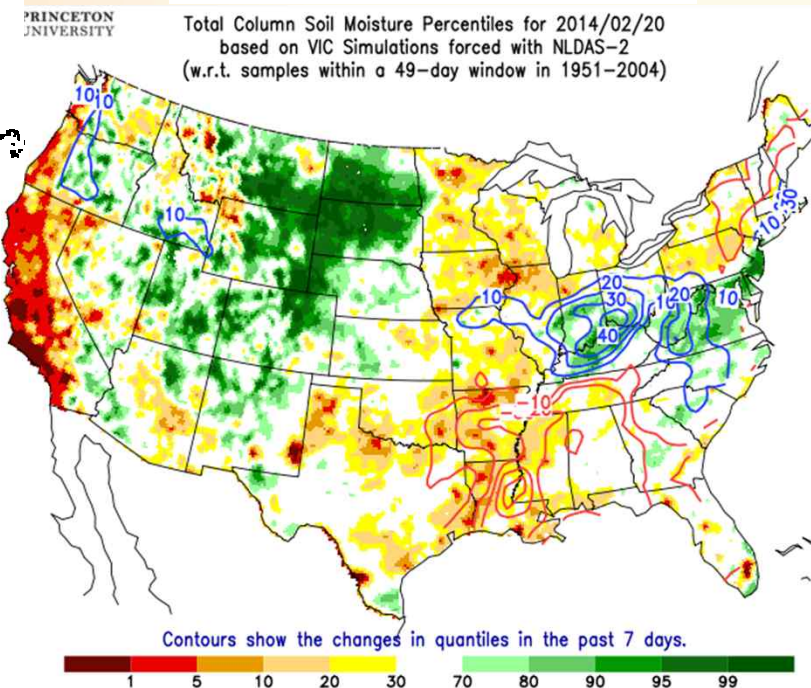 PRINCETON
UNIVERSITY
Total Column Soil Moisture Percentiles for 2014/02/20
based on VIC Simulations forced with NLDAS-2
(w.r.t. samples within a 49-day window in 1951-2004)
10
10
10
10
20
30
40
10
20
10
-10
30
-10
Contours show the changes in quantiles in the past 7 days.
1 5 10 20 30 70 80 90 95 99